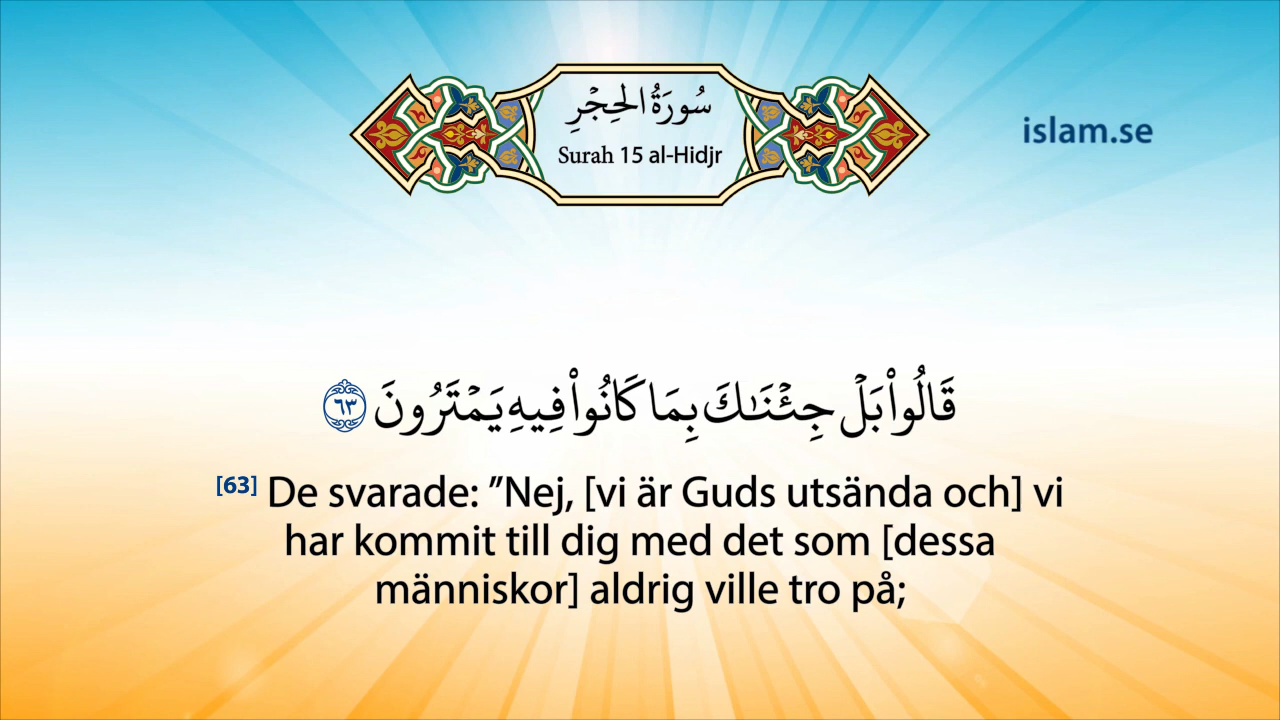 سُورَةُ الحِجْرِ
Surah 15 al-Hidjr
islam.se
قَالُوا۟ بَلْ جِئْنَـٰكَ بِمَا كَانُوا۟ فِيهِ يَمْتَرُونَ ٦٣
[63] De svarade: ”Nej, [vi är Guds utsända och] vi
har kommit till dig med det som [dessa
människor] aldrig ville tro på;